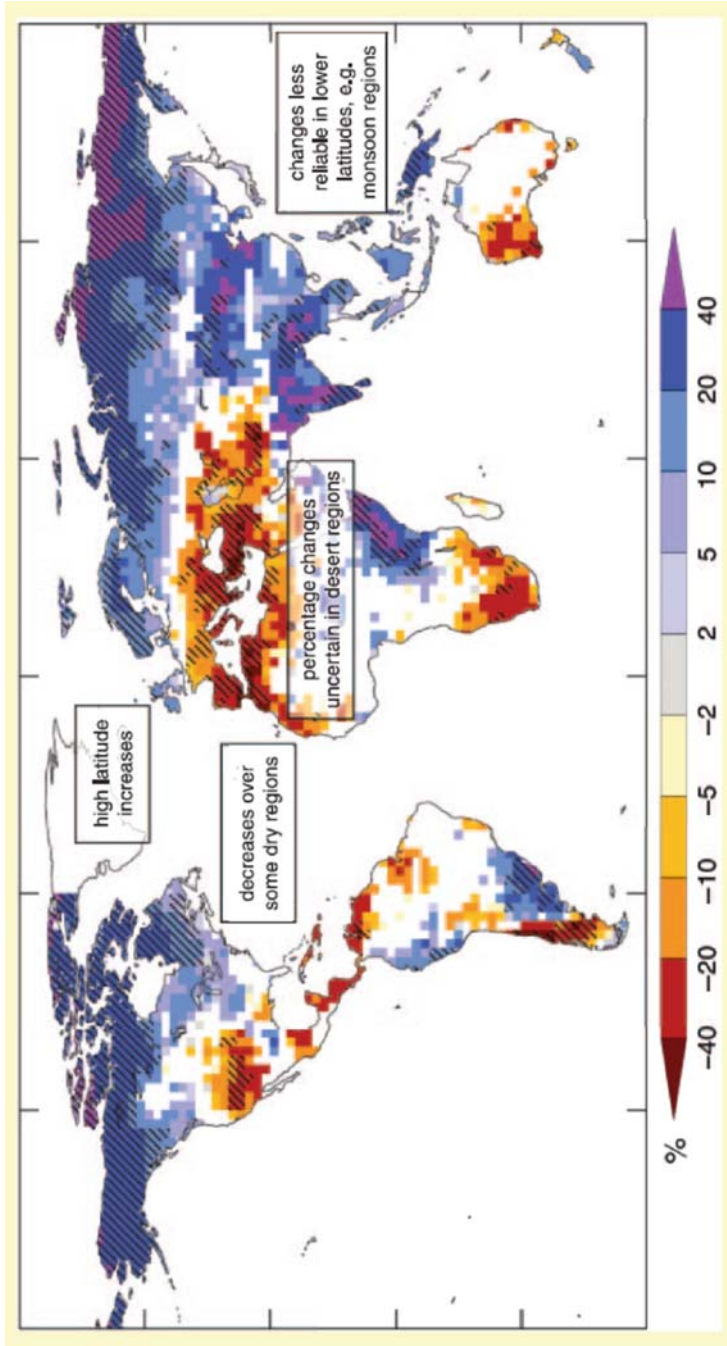 high latitude
increases
decreases over
some dry regions
percentage changes
uncertain in desert regions
changes less
reliable in lower
latitudes, e.g.
monsoon regions
% −40 −20 −10 −5 −2 2 5 10 20 40